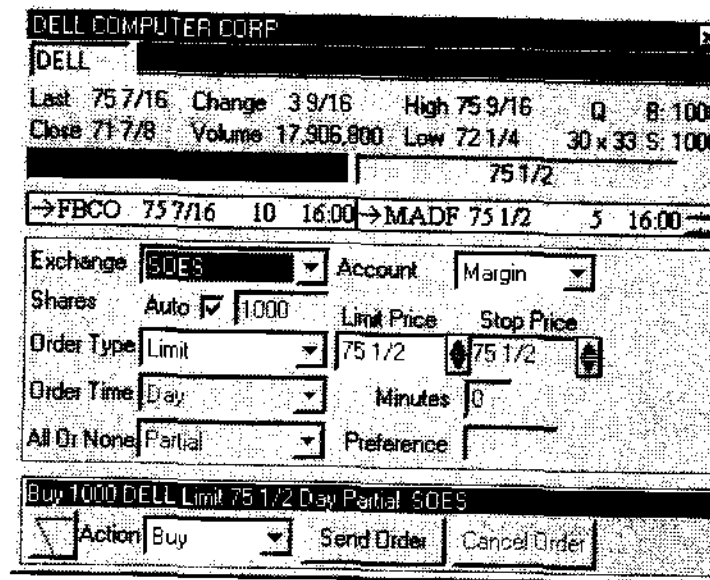 DELL COMPUTER CORP
DELL
Last 75 7/16 Change 3 9/16 High 75 9/16 Q B: 1000
Close 71 7/8 Volume 17,906,800 Low 72 1/4 30 x 33 S: 1000
75 1/2
→FBCO 75 7/16 10 16:00 →MADF 75 1/2 5 16:00
Exchange SOES Account Margin
Shares Auto 1000 Limit Price Stop Price
Order Type Limit 75 1/2 75 1/2
Order Time Day Minutes 0
All Or None Partial Preference
Buy 1000 DELL Limit 75 1/2 Day Partial SOES
Action Buy Send Order Cancel Order